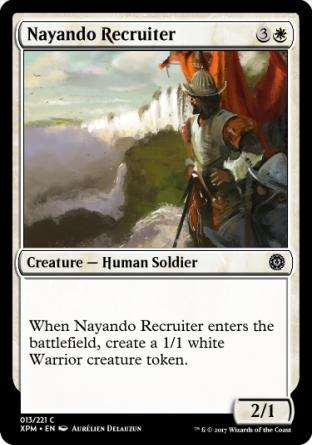 Nayando Recruiter 3
Creature — Human Soldier
When Nayando Recruiter enters the
battlefield, create a 1/1 white
Warrior creature token.
2/1
013/221 C
XPM • EN Aurélien Delauzun
™ & © 2017 Wizards of the Coast